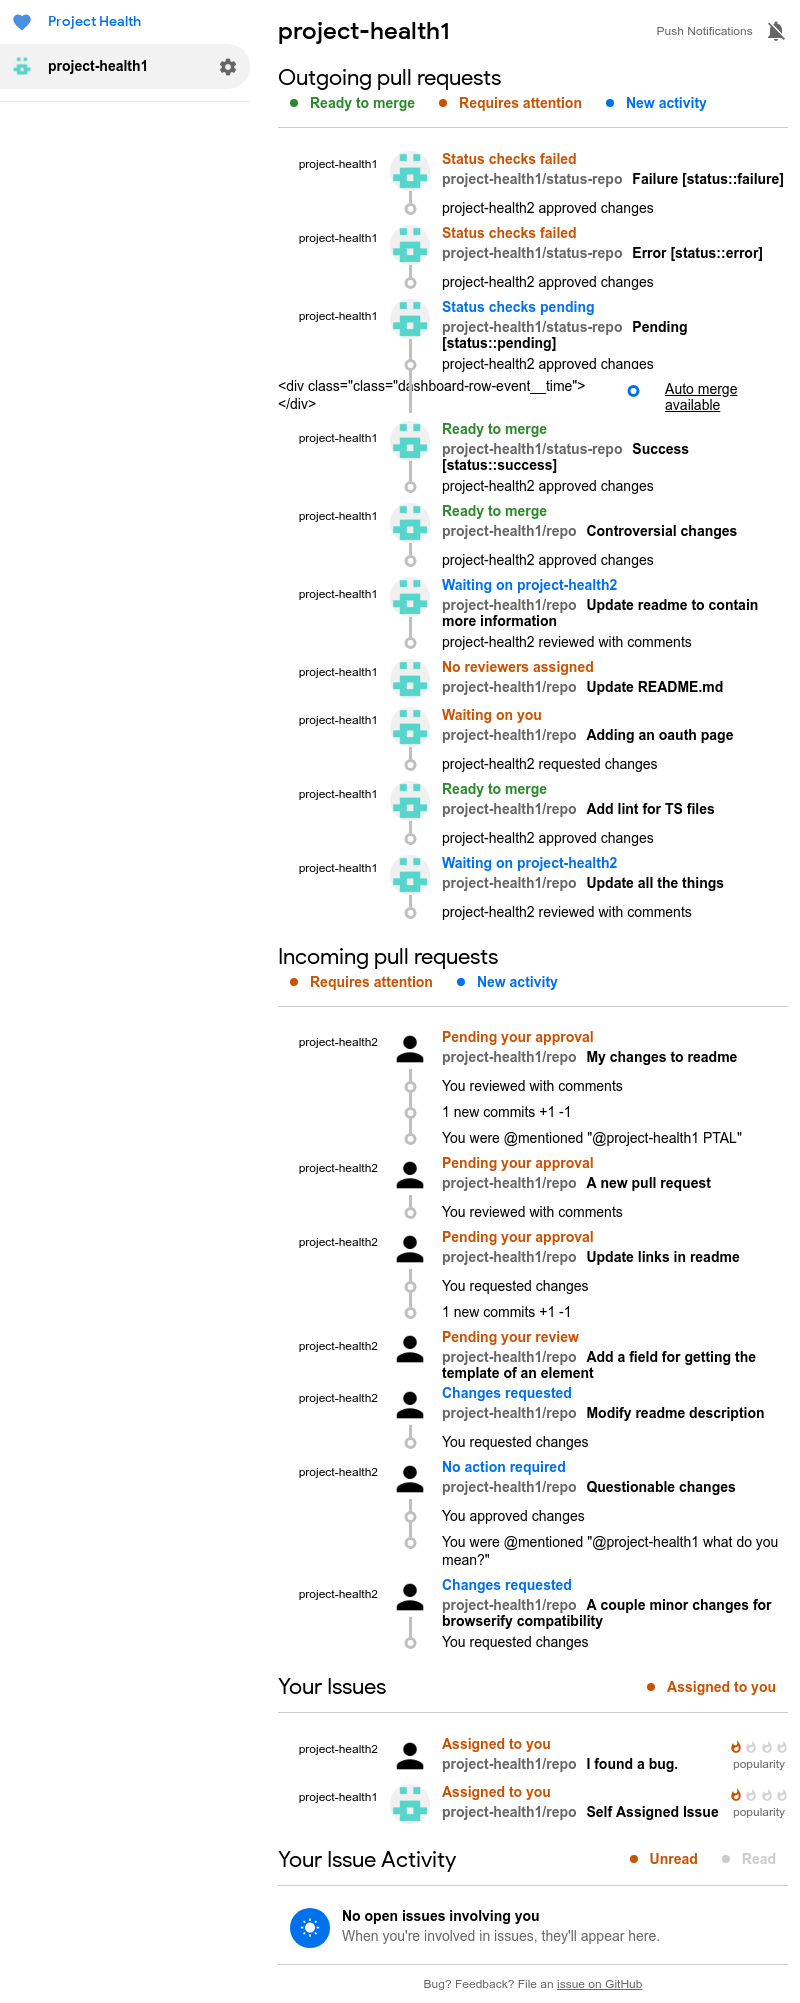 Project Health
project-health1
project-health1
Push Notifications
Outgoing pull requests
Ready to merge
Requires attention
New activity
project-health1
Status checks failed
project-health1/status-repo Failure [status::failure]
project-health2 approved changes
project-health1
Status checks failed
project-health1/status-repo Error [status::error]
project-health2 approved changes
project-health1
Status checks pending
project-health1/status-repo Pending
[status::pending]
project-health2 approved changes
<div class="class="dashboard-row-event__time">
</div>
Auto merge
available
project-health1
Ready to merge
project-health1/status-repo Success
[status::success]
project-health2 approved changes
project-health1
Ready to merge
project-health1/repo Controversial changes
project-health2 approved changes
project-health1
Waiting on project-health2
project-health1/repo Update readme to contain
more information
project-health2 reviewed with comments
project-health1
No reviewers assigned
project-health1/repo Update README.md
project-health1
Waiting on you
project-health1/repo Adding an oauth page
project-health2 requested changes
project-health1
Ready to merge
project-health1/repo Add lint for TS files
project-health2 approved changes
project-health1
Waiting on project-health2
project-health1/repo Update all the things
project-health2 reviewed with comments
Incoming pull requests
Requires attention
New activity
project-health2
Pending your approval
project-health1/repo My changes to readme
You reviewed with comments
1 new commits +1 -1
You were @mentioned "@project-health1 PTAL"
project-health2
Pending your approval
project-health1/repo A new pull request
You reviewed with comments
project-health2
Pending your approval
project-health1/repo Update links in readme
You requested changes
1 new commits +1 -1
project-health2
Pending your review
project-health1/repo Add a field for getting the
template of an element
project-health2
Changes requested
project-health1/repo Modify readme description
You requested changes
project-health2
No action required
project-health1/repo Questionable changes
You approved changes
You were @mentioned "@project-health1 what do you
mean?"
project-health2
Changes requested
project-health1/repo A couple minor changes for
browserify compatibility
You requested changes
Your Issues
Assigned to you
project-health2
Assigned to you
project-health1/repo I found a bug.
popularity
project-health1
Assigned to you
project-health1/repo Self Assigned Issue
popularity
Your Issue Activity
Unread
Read
No open issues involving you
When you're involved in issues, they'll appear here.
Bug? Feedback? File an issue on GitHub